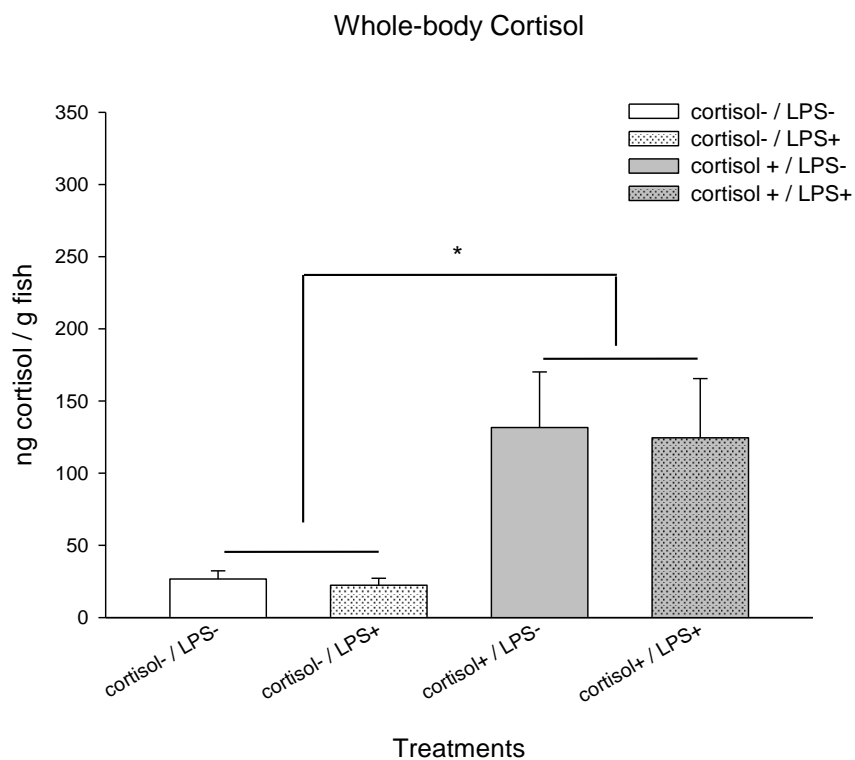 Whole-body Cortisol
350
300
250
200
150
100
50
0
ng cortisol / g fish
cortisol- / LPS-
cortisol- / LPS+
cortisol + / LPS-
cortisol + / LPS+
*
cortisol- / LPS-
cortisol- / LPS+
cortisol+ / LPS-
cortisol+ / LPS+
Treatments